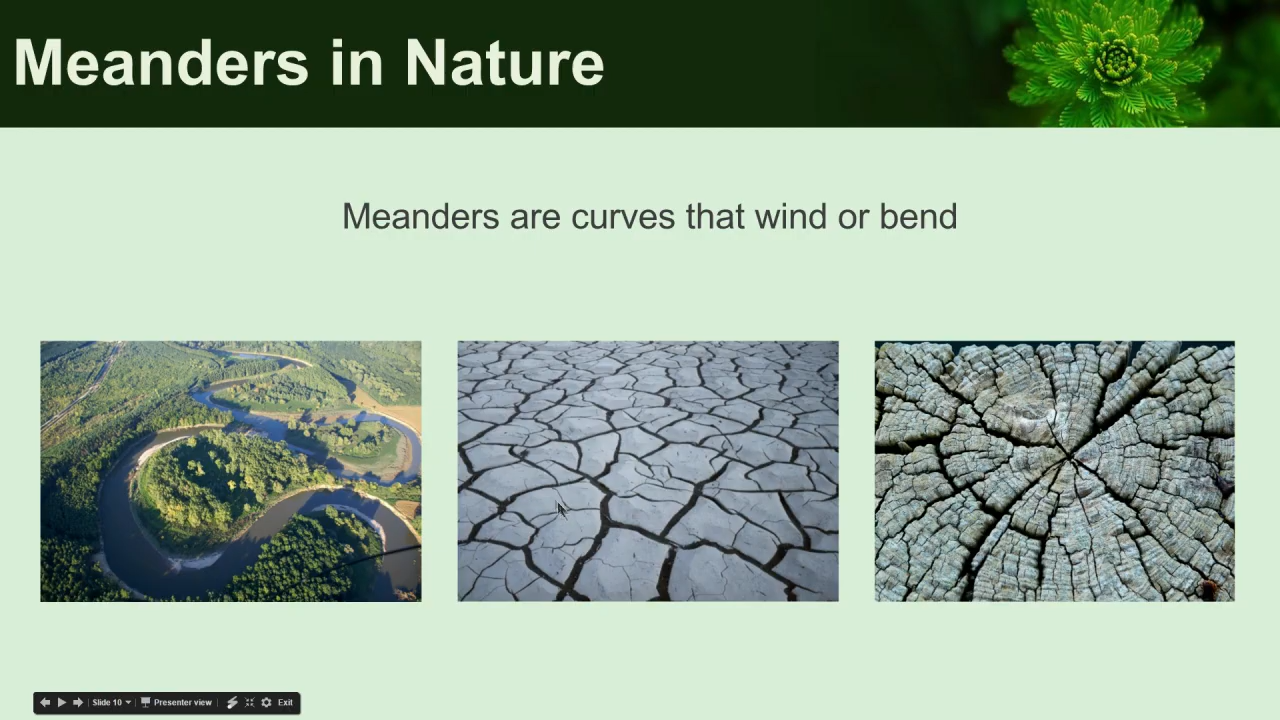 Meanders in Nature
Meanders are curves that wind or bend
Slide 10
Presenter view
Exit